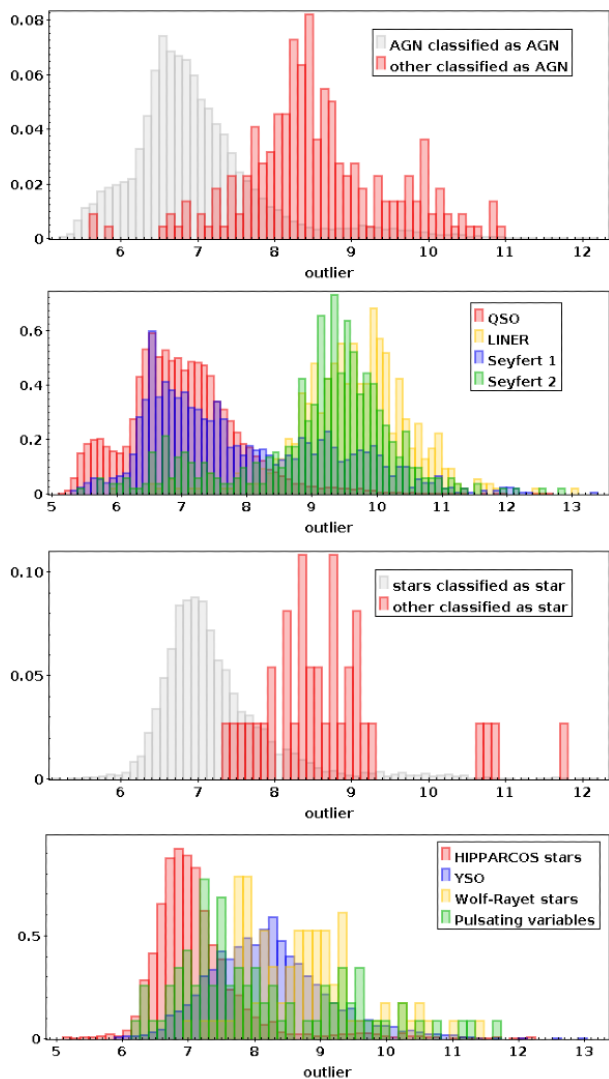 AGN classified as AGN
other classified as AGN
0.08
0.06
0.04
0.02
0
6 7 8 9 10 11 12
outlier
QSO
LINER
Seyfert 1
Seyfert 2
0.6
0.4
0.2
0
5 6 7 8 9 10 11 12 13
outlier
stars classified as star
other classified as star
0.10
0.05
0
6 7 8 9 10 11 12
outlier
HIPPARCOS stars
YSO
Wolf-Rayet stars
Pulsating variables
0.5
0
5 6 7 8 9 10 11 12 13
outlier